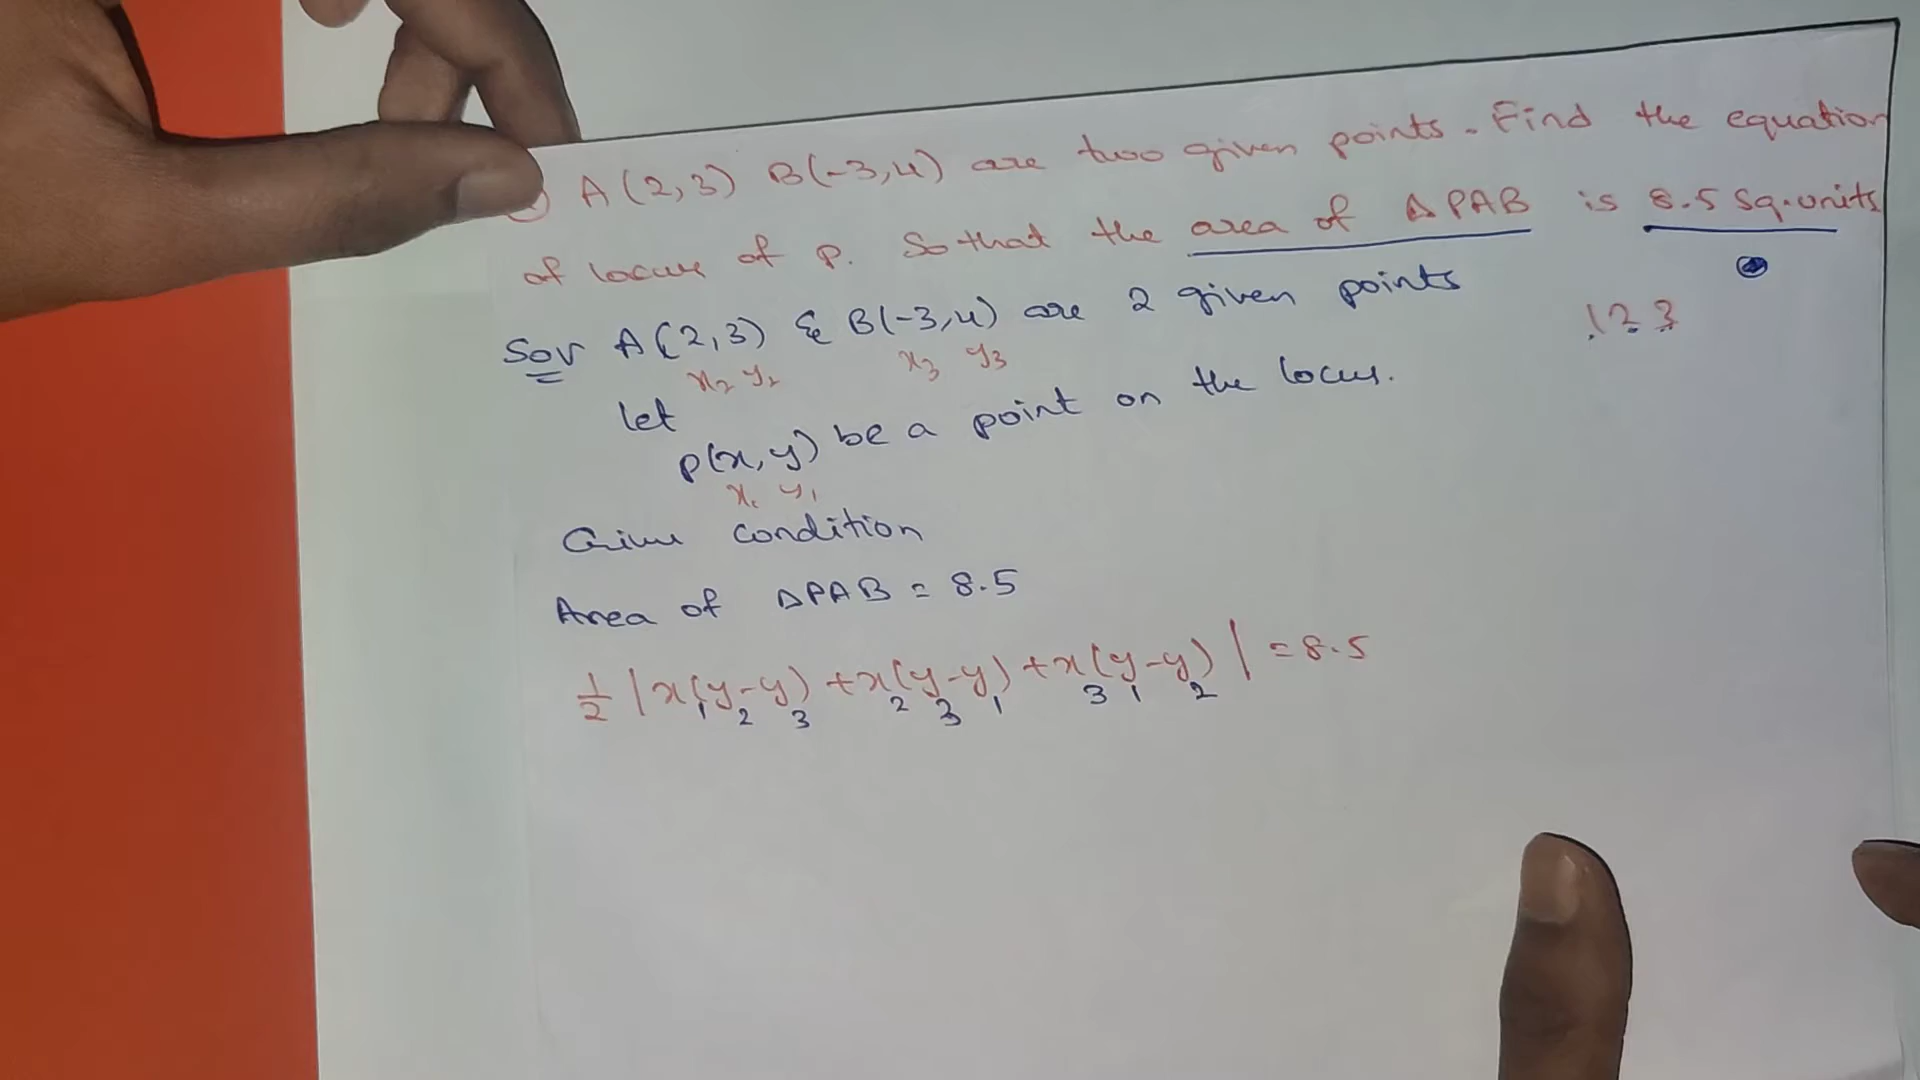 A(2,3) B(-3,4) are two given points. Find the equation
of locus of P. So that the area of ΔPAB is 8.5 Sq.units
Sol A(2,3) & B(-3,4) are 2 given points
x2 y2 x3 y3
1 2 3
let
P(x,y) be a point on the locus.
x1 y1
Given condition
Area of ΔPAB = 8.5
1/2 |x1(y2-y3)+x2(y3-y1)+x3(y1-y2)| = 8.5